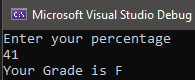 Microsoft Visual Studio Debug
Enter your percentage
41
Your Grade is F